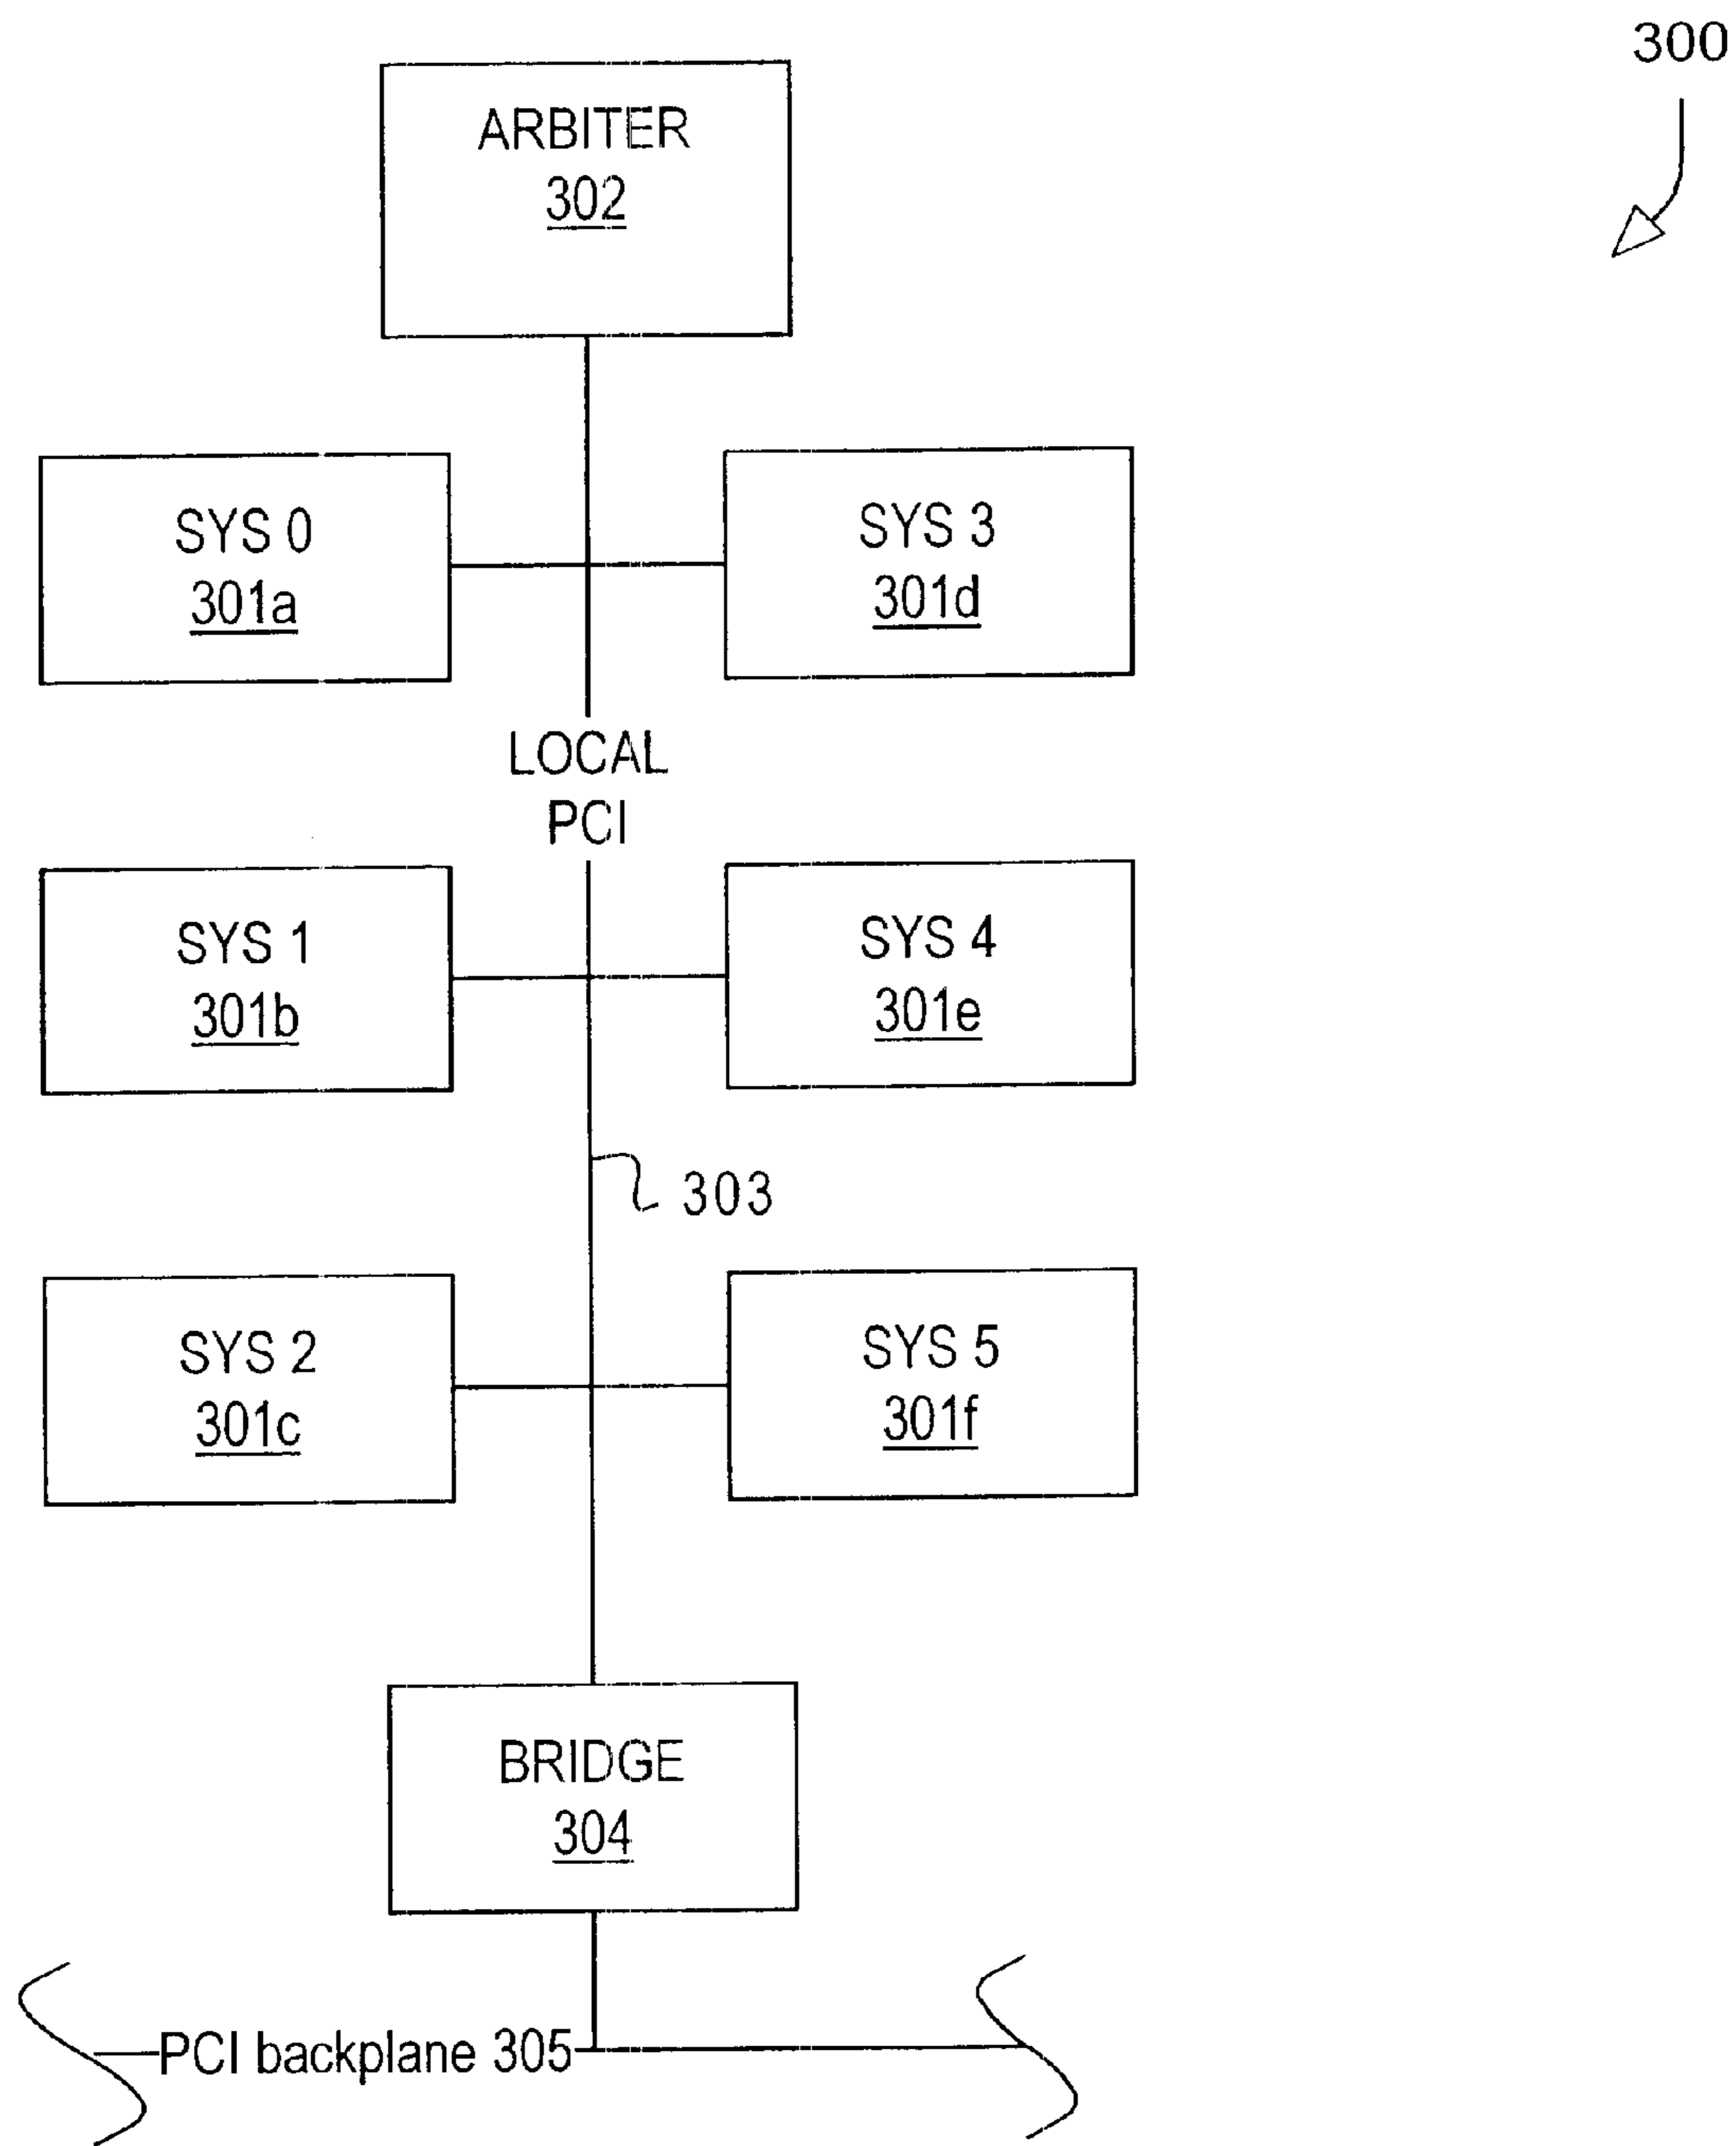 300
ARBITER
302
SYS 0
301a
SYS 3
301d
LOCAL
PCI
SYS 1
301b
SYS 4
301e
303
SYS 2
301c
SYS 5
301f
BRIDGE
304
PCI backplane 305